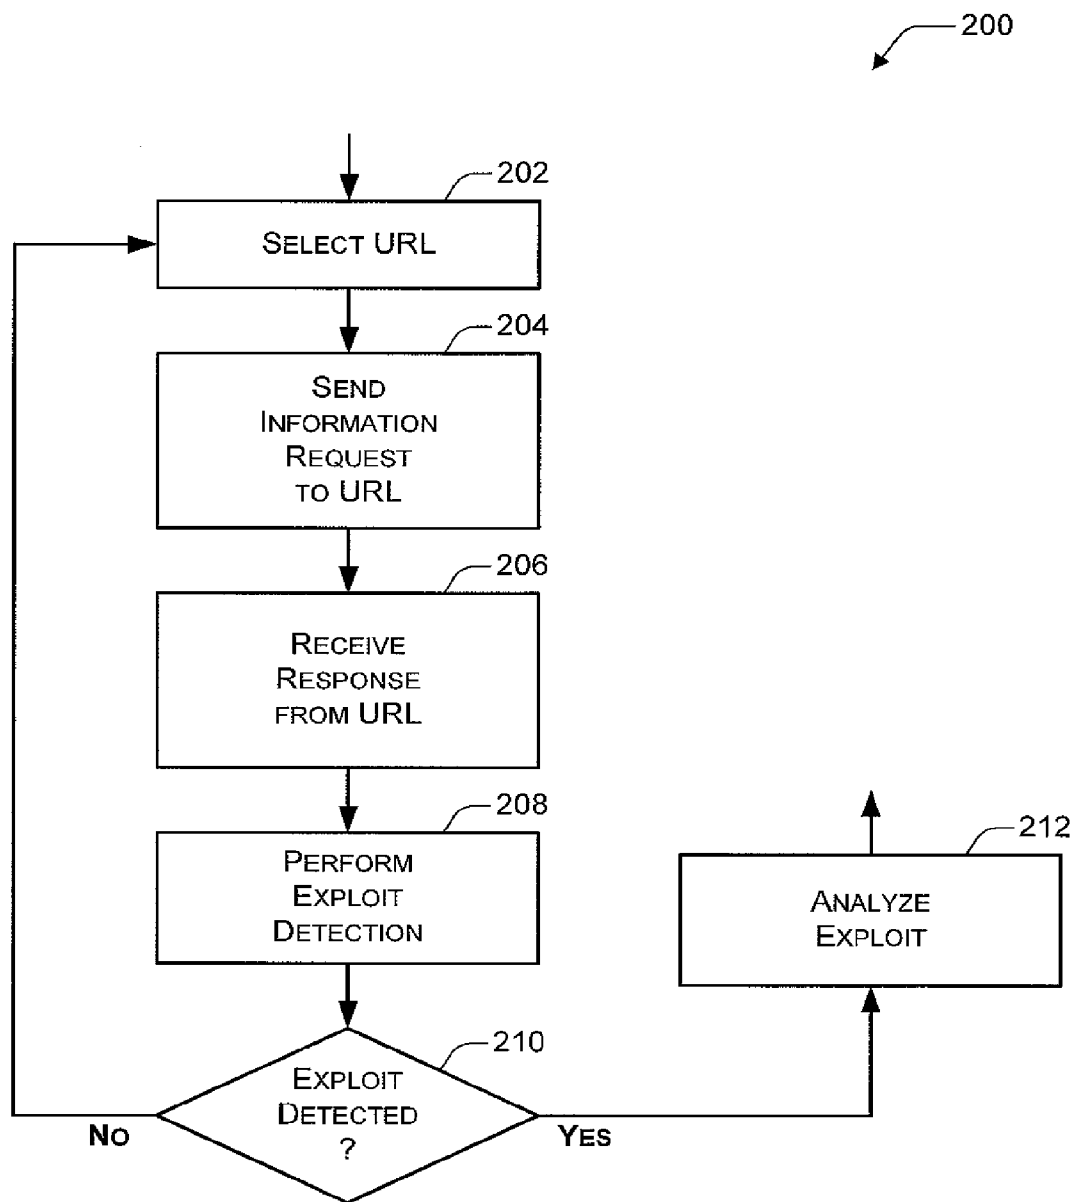 200
202
SELECT URL
204
SEND
INFORMATION
REQUEST
TO URL
206
RECEIVE
RESPONSE
FROM URL
208
PERFORM
EXPLOIT
DETECTION
212
ANALYZE
EXPLOIT
210
EXPLOIT
DETECTED
?
NO
YES